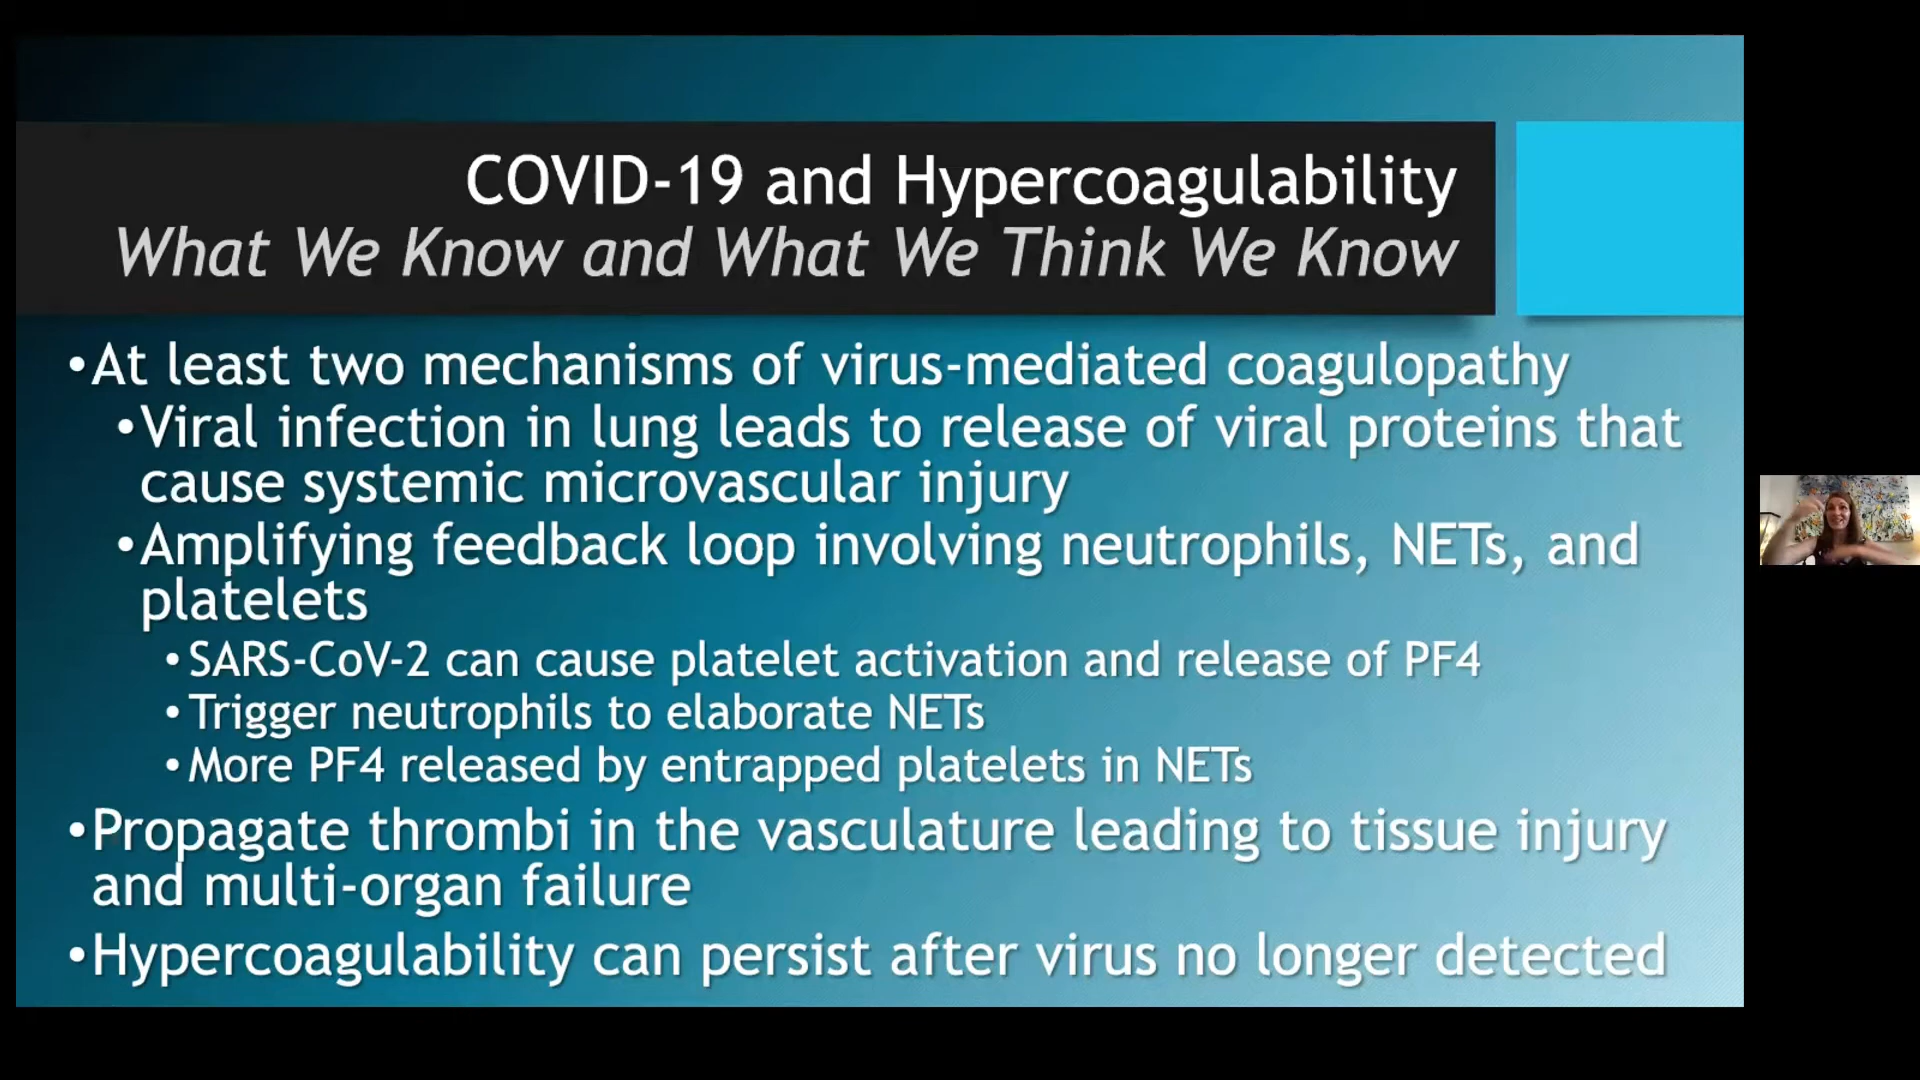 COVID-19 and Hypercoagulability
What We Know and What We Think We Know
•At least two mechanisms of virus-mediated coagulopathy
•Viral infection in lung leads to release of viral proteins that
cause systemic microvascular injury
•Amplifying feedback loop involving neutrophils, NETs, and
platelets
•SARS-CoV-2 can cause platelet activation and release of PF4
•Trigger neutrophils to elaborate NETs
•More PF4 released by entrapped platelets in NETs
•Propagate thrombi in the vasculature leading to tissue injury
and multi-organ failure
•Hypercoagulability can persist after virus no longer detected